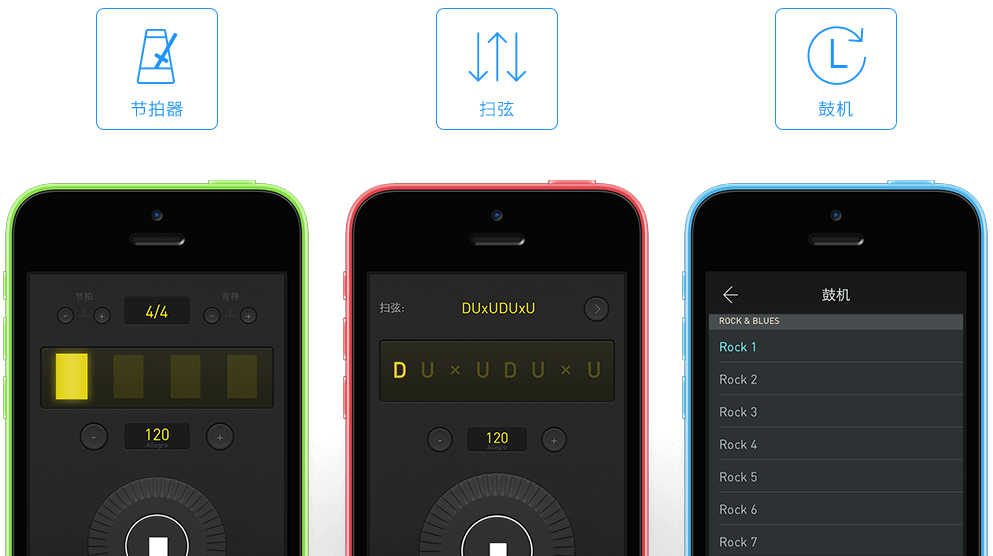 节拍器
扫弦
L
鼓机
节拍
4/4
音符
- + - +
120
Allegro
- +
扫弦:
DUxUDUxU
D U × U D U × U
120
Allegro
- +
鼓机
ROCK & BLUES
Rock 1
Rock 2
Rock 3
Rock 4
Rock 5
Rock 6
Rock 7